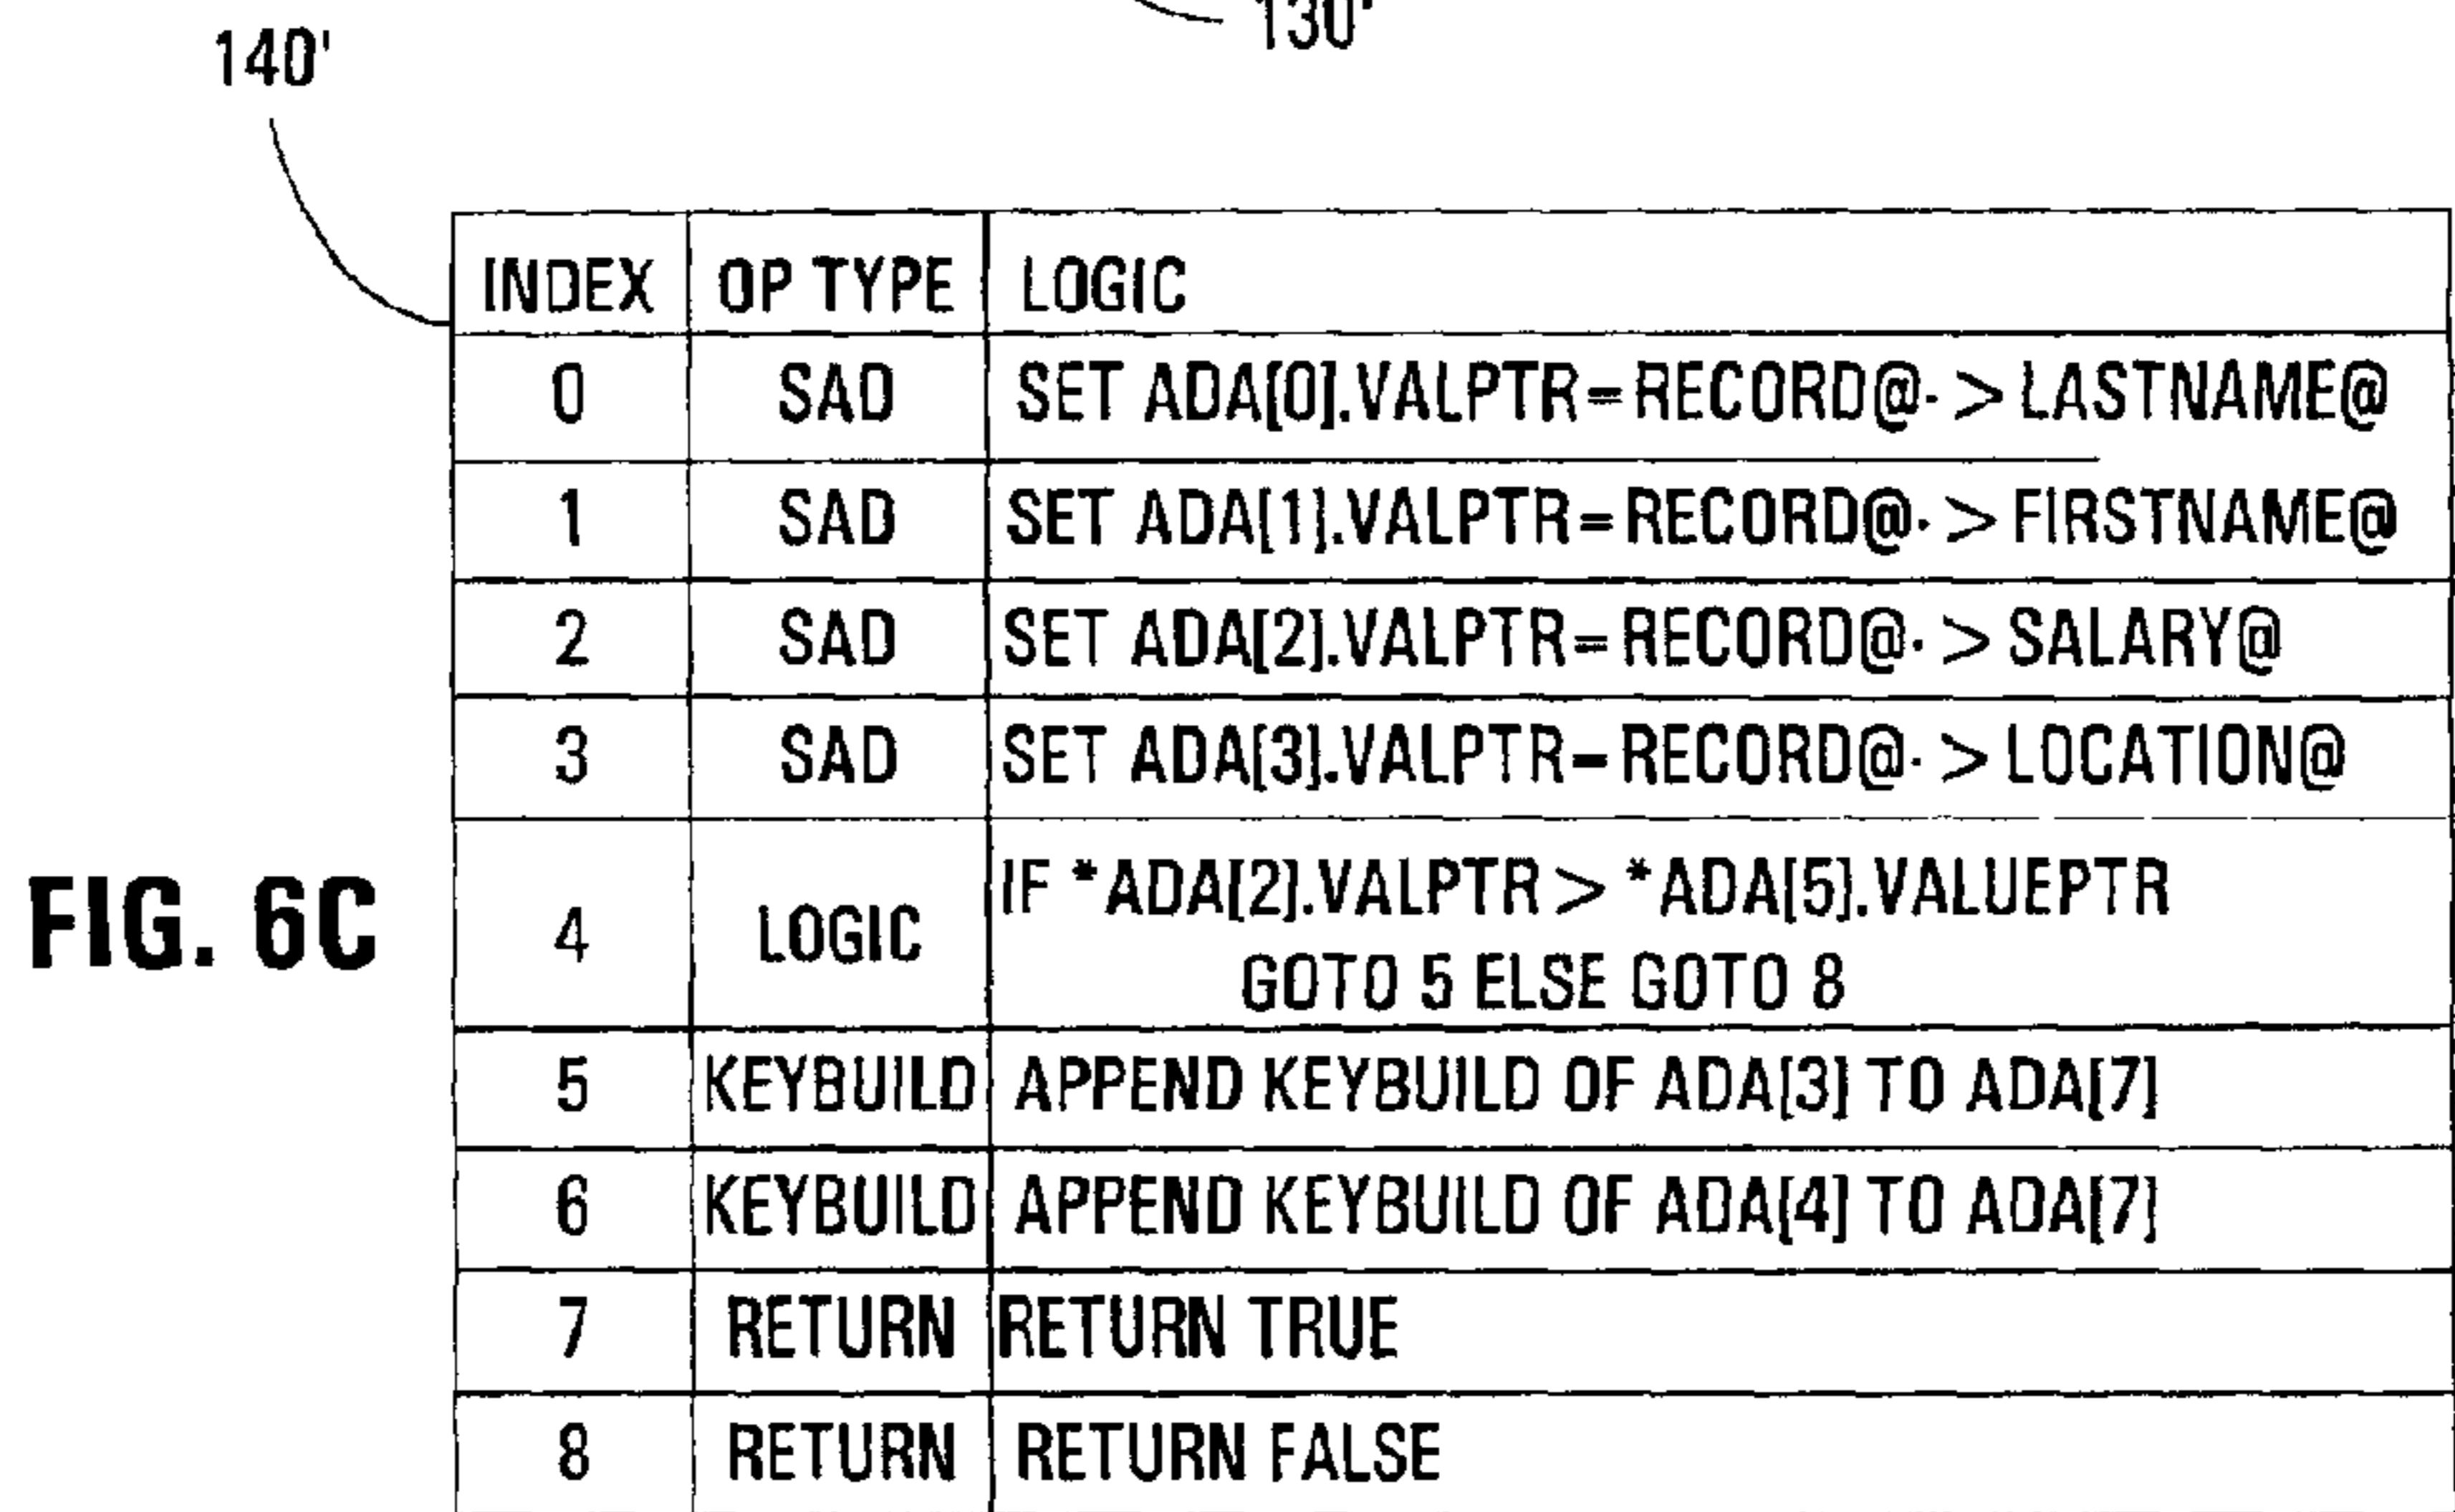 130'
140'
INDEX OP TYPE LOGIC
0 SAD SET ADA[0].VALPTR=RECORD@·> LASTNAME@
1 SAD SET ADA[1].VALPTR=RECORD@·> FIRSTNAME@
2 SAD SET ADA[2].VALPTR=RECORD@·> SALARY@
3 SAD SET ADA[3].VALPTR=RECORD@·> LOCATION@
4 LOGIC IF *ADA[2].VALPTR > *ADA[5].VALUEPTR
GOTO 5 ELSE GOTO 8
5 KEYBUILD APPEND KEYBUILD OF ADA[3] TO ADA[7]
6 KEYBUILD APPEND KEYBUILD OF ADA[4] TO ADA[7]
7 RETURN RETURN TRUE
8 RETURN RETURN FALSE
FIG. 6C